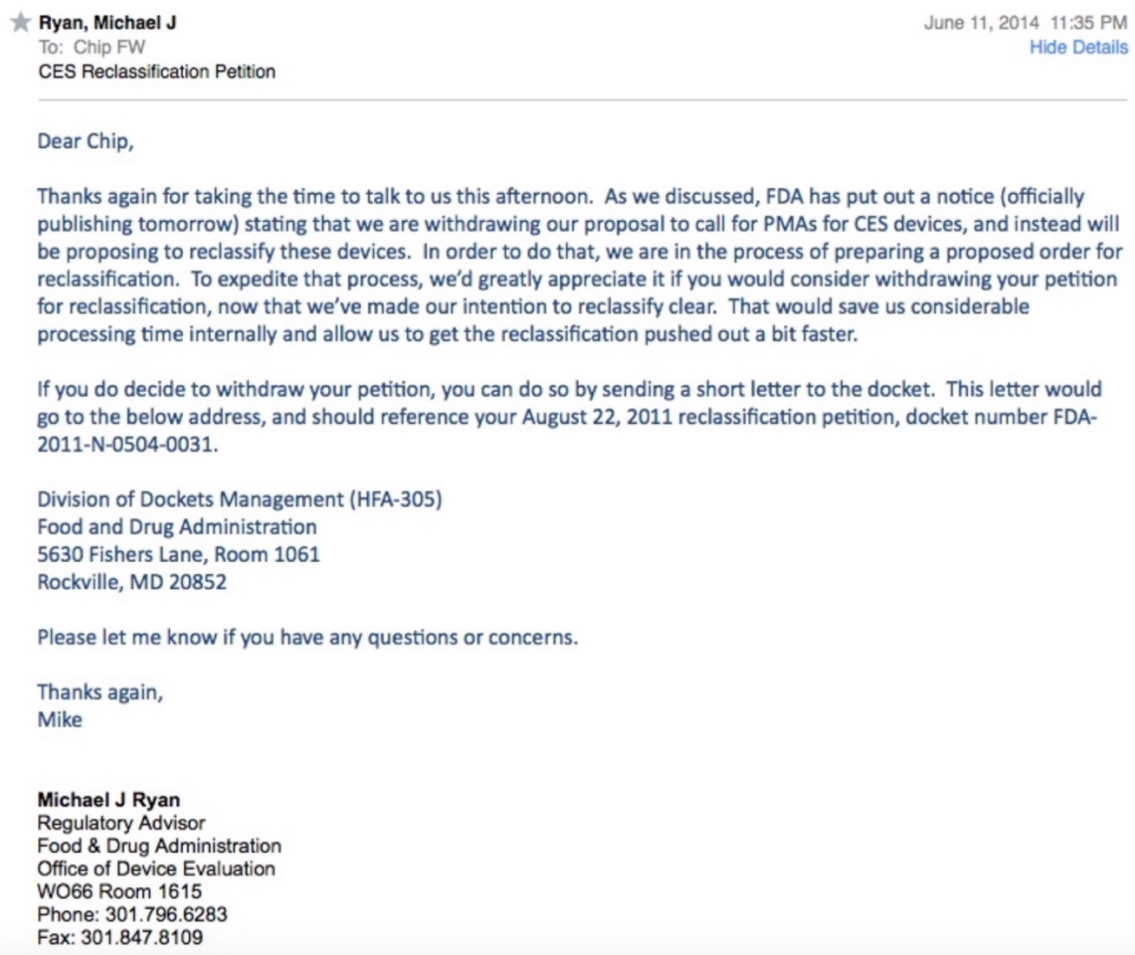 Ryan, Michael J
June 11, 2014 11:35 PM
To: Chip FW
Hide Details
CES Reclassification Petition
Dear Chip,
Thanks again for taking the time to talk to us this afternoon. As we discussed, FDA has put out a notice (officially
publishing tomorrow) stating that we are withdrawing our proposal to call for PMAs for CES devices, and instead will
be proposing to reclassify these devices. In order to do that, we are in the process of preparing a proposed order for
reclassification. To expedite that process, we'd greatly appreciate it if you would consider withdrawing your petition
for reclassification, now that we've made our intention to reclassify clear. That would save us considerable
processing time internally and allow us to get the reclassification pushed out a bit faster.
If you do decide to withdraw your petition, you can do so by sending a short letter to the docket. This letter would
go to the below address, and should reference your August 22, 2011 reclassification petition, docket number FDA-
2011-N-0504-0031.
Division of Dockets Management (HFA-305)
Food and Drug Administration
5630 Fishers Lane, Room 1061
Rockville, MD 20852
Please let me know if you have any questions or concerns.
Thanks again,
Mike
Michael J Ryan
Regulatory Advisor
Food & Drug Administration
Office of Device Evaluation
WO66 Room 1615
Phone: 301.796.6283
Fax: 301.847.8109